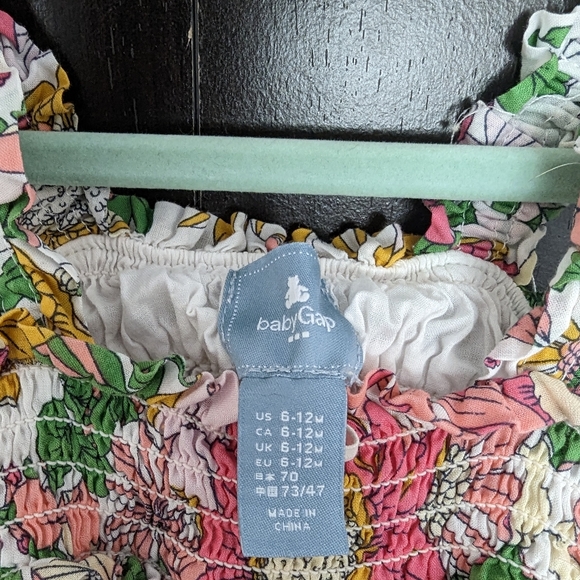 babyGap
US 6-12M
CA 6-12M
UK 6-12M
EU 6-12M
日本 70
中国 73/47
MADE IN
CHINA